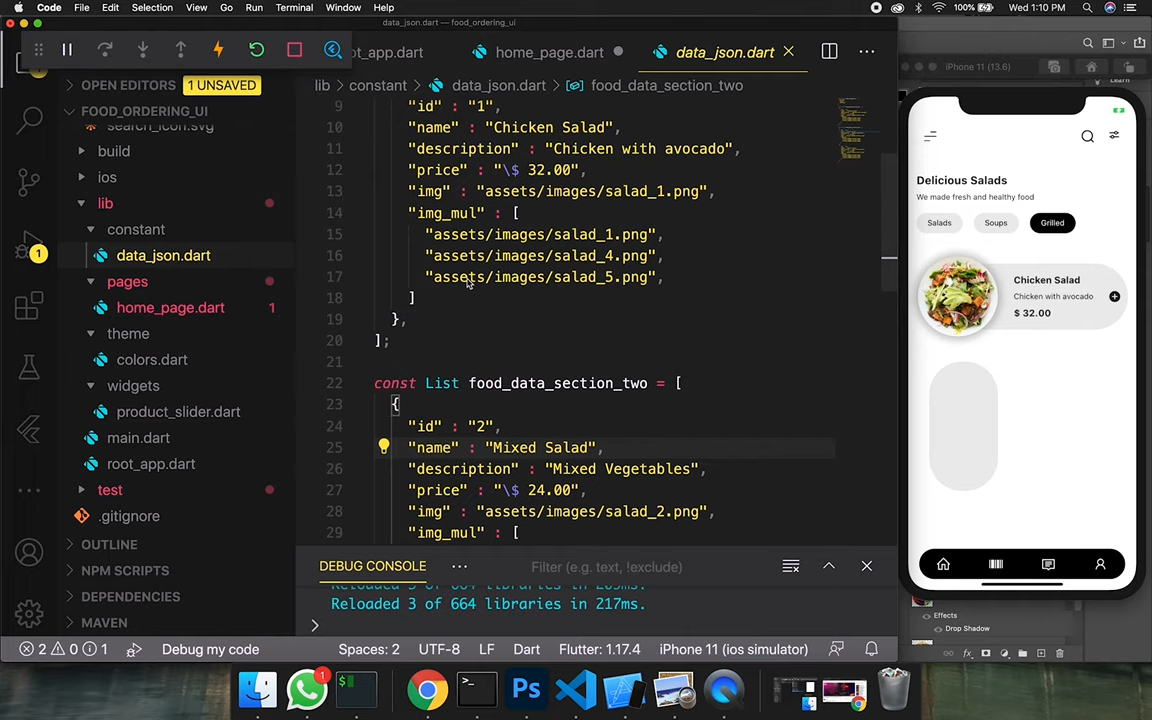 Code File Edit Selection View Go Run Terminal Window Help 100% Wed 1:10 PM
data_json.dart — food_ordering_ui
ot_app.dart home_page.dart data_json.dart
OPEN EDITORS 1 UNSAVED
lib > constant > data_json.dart > food_data_section_two
FOOD_ORDERING_UI
search_icon.svg
build
ios
lib
constant
data_json.dart
pages
home_page.dart 1
theme
colors.dart
widgets
product_slider.dart
main.dart
root_app.dart
test
.gitignore
OUTLINE
NPM SCRIPTS
DEPENDENCIES
MAVEN
1
9 "id" : "1",
10 "name" : "Chicken Salad",
11 "description" : "Chicken with avocado",
12 "price" : "\$ 32.00",
13 "img" : "assets/images/salad_1.png",
14 "img_mul" : [
15 "assets/images/salad_1.png",
16 "assets/images/salad_4.png",
17 "assets/images/salad_5.png",
18 ]
19 },
20 ];
21
22 const List food_data_section_two = [
23 {
24 "id" : "2",
25 "name" : "Mixed Salad",
26 "description" : "Mixed Vegetables",
27 "price" : "\$ 24.00",
28 "img" : "assets/images/salad_2.png",
29 "img_mul" : [
DEBUG CONSOLE Filter (e.g. text, !exclude)
Reloaded 3 of 664 libraries in 217ms.
2 0 1 Debug my code Spaces: 2 UTF-8 LF Dart Flutter: 1.17.4 iPhone 11 (ios simulator)
Learn
iPhone 11 (13.6)
Delicious Salads
We made fresh and healthy food
Salads Soups Grilled
Chicken Salad
Chicken with avocado
$ 32.00
Effects
Drop Shadow
fx
1
$
>_
Ps